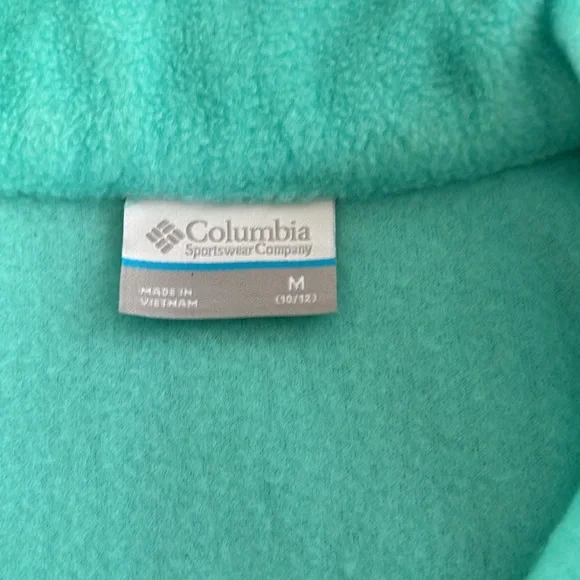 Columbia
Sportswear Company
M
MADE IN
VIETNAM
(10/12)